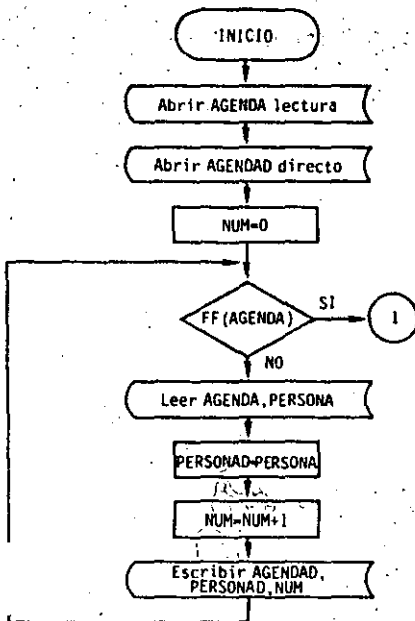 INICIO
Abrir AGENDA lectura
Abrir AGENDAD directo
NUM=0
FF(AGENDA)
SI
1
NO
Leer AGENDA,PERSONA
PERSONAD=PERSONA
NUM=NUM+1
Escribir AGENDAD,
PERSONAD,NUM